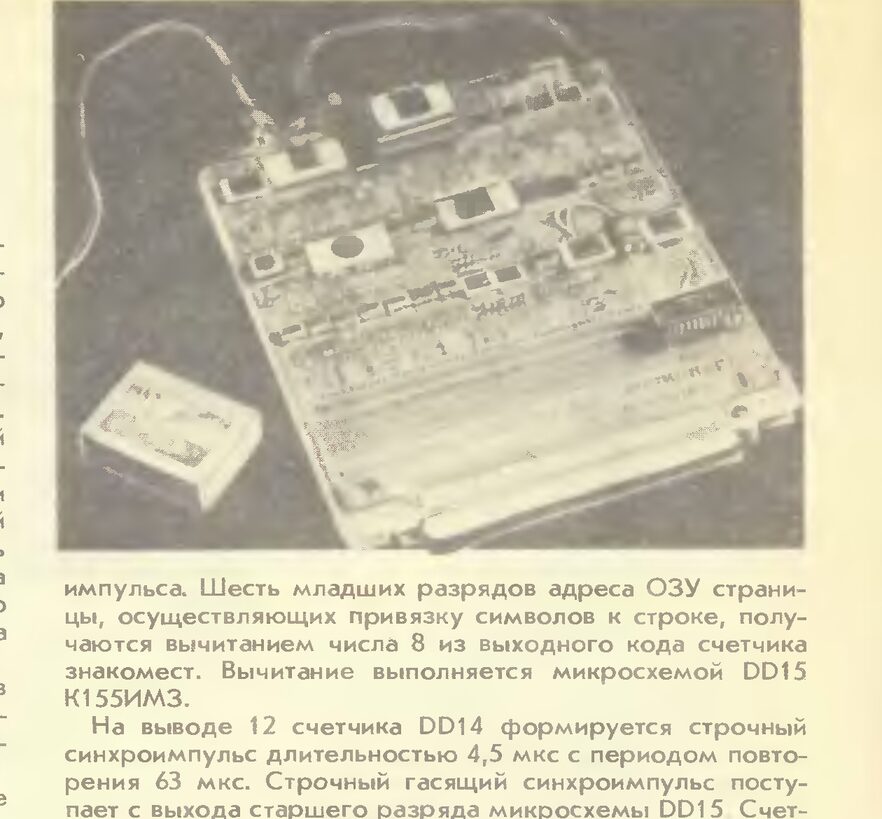 импульса. Шесть младших разрядов адреса ОЗУ страни-
цы, осуществляющих привязку символов к строке, полу-
чаются вычитанием числа 8 из выходного кода счетчика
знакомест. Вычитание выполняется микросхемой DD15
К155ИМ3.
На выводе 12 счетчика DD14 формируется строчный
синхроимпульс длительностью 4,5 мкс с периодом повто-
рения 63 мкс. Строчный гасящий синхроимпульс посту-
пает с выхода старшего разряда микросхемы DD15. Счет-